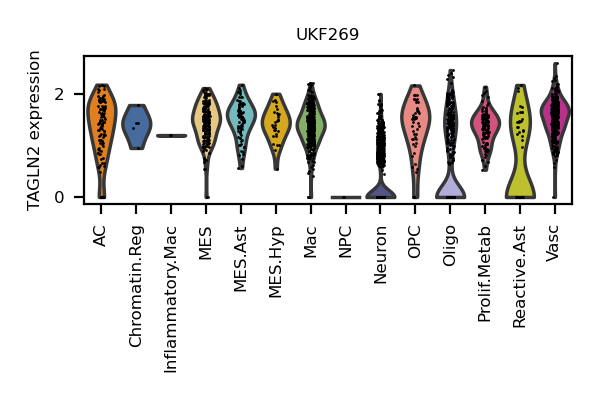 UKF269
TAGLN2 expression
2
0
AC
Chromatin.Reg
Inflammatory.Mac
MES
MES.Ast
MES.Hyp
Mac
NPC
Neuron
OPC
Oligo
Prolif.Metab
Reactive.Ast
Vasc